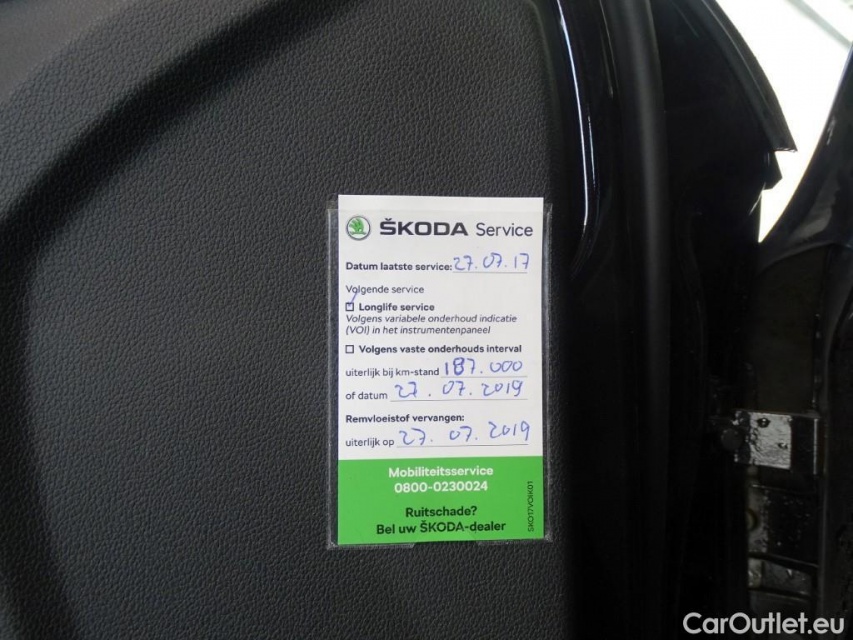 ŠKODA Service
Datum laatste service: 27.07.17
Volgende service
Longlife service
Volgens variabele onderhoud indicatie
(VOI) in het instrumentenpaneel
Volgens vaste onderhouds interval
uiterlijk bij km-stand 187.000
of datum 27.07.2019
Remvloeistof vervangen:
uiterlijk op 27.07.2019
Mobiliteitsservice
0800-0230024
Ruitschade?
Bel uw ŠKODA-dealer
SKO17VOIIK01
CarOutlet.eu